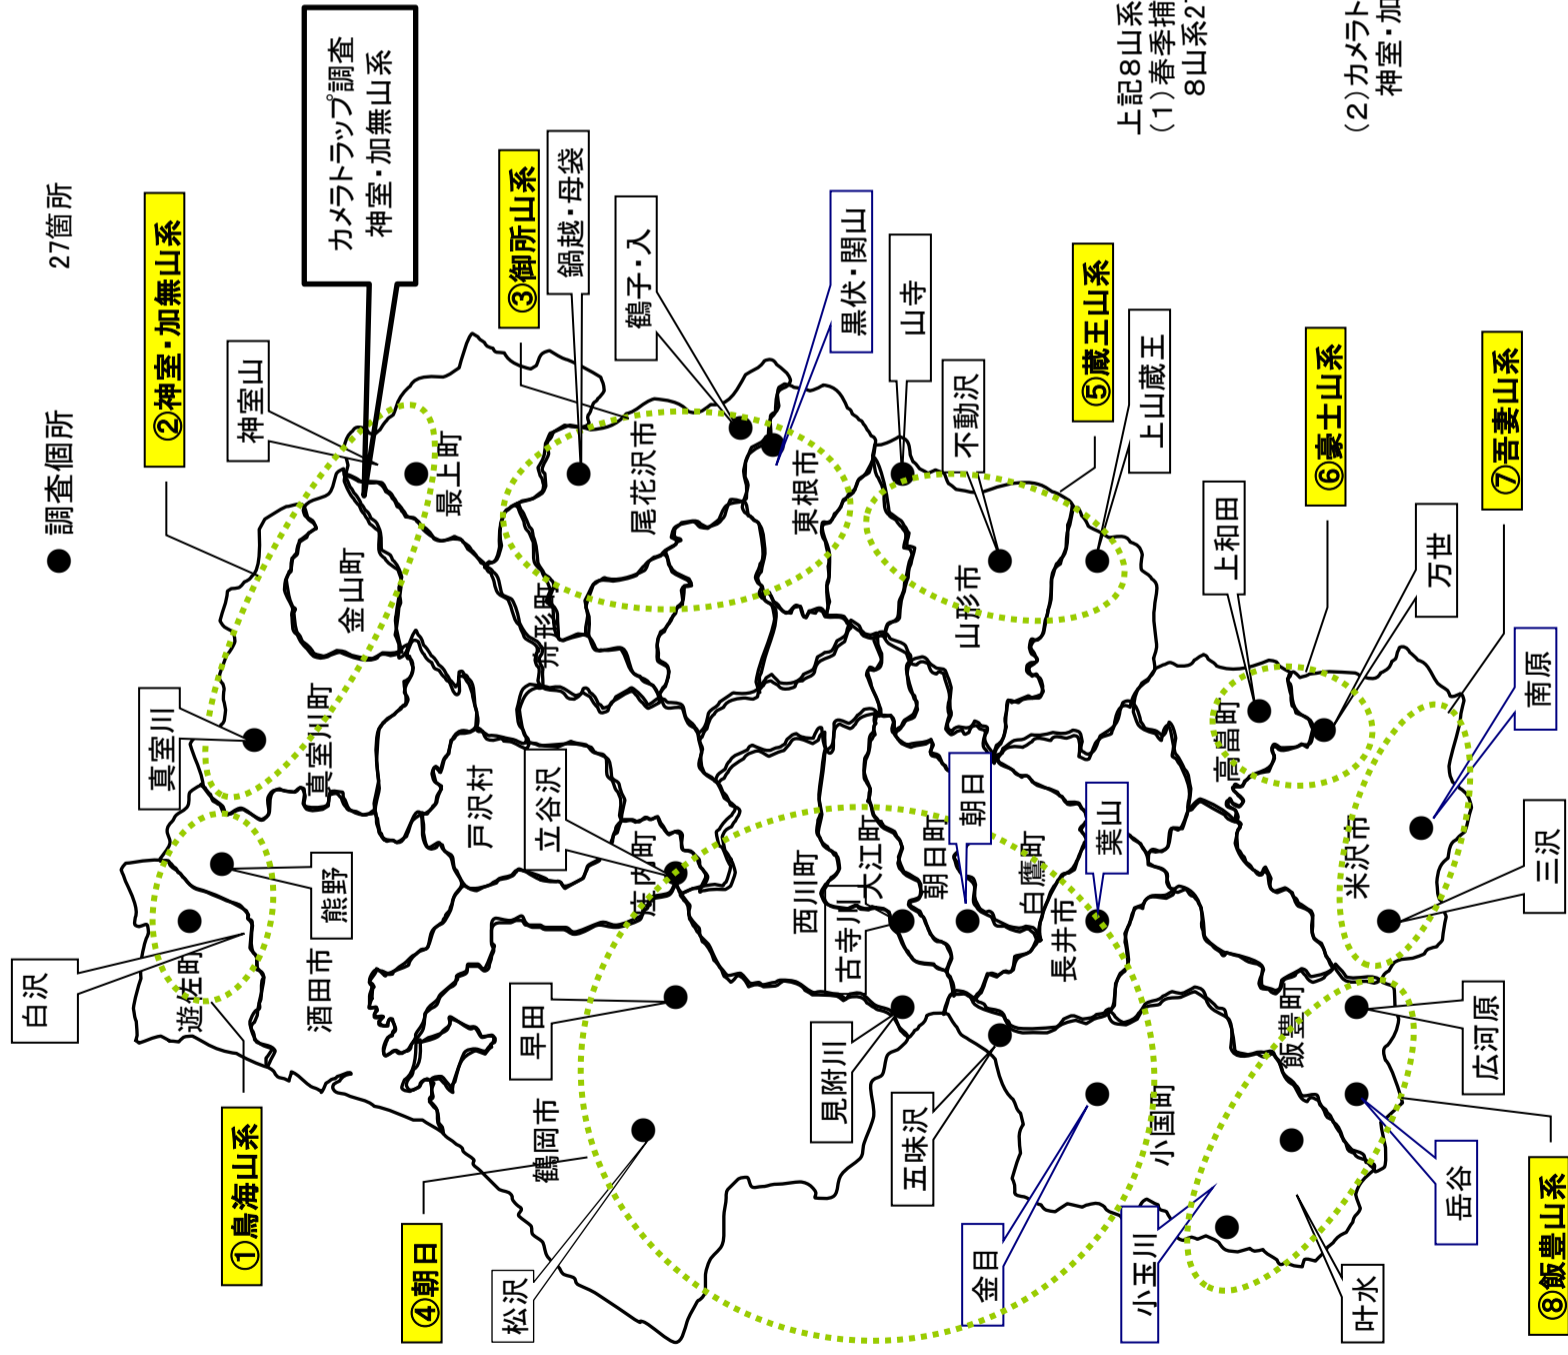 ● 調査個所　27箇所
②神室・加無山系
神室山
カメラトラップ調査
神室・加無山系
③御所山系
鍋越・母袋
鶴子・入
黒伏・関山
山寺
不動沢
⑤蔵王山系
上山蔵王
上和田
⑥豪士山系
万世
⑦吾妻山系
南原
三沢
真室川
白沢
熊野
①鳥海山系
④朝日
松沢
早田
立谷沢
古寺川
見附川
五味沢
朝日
葉山
金目
小玉川
叶水
岳谷
広河原
⑧飯豊山系
遊佐町
酒田市
真室川町
金山町
最上町
戸沢村
舟形町
尾花沢市
庄内町
東根市
鶴岡市
西川町
大江町
朝日町
山形市
白鷹町
長井市
小国町
高畠町
飯豊町
米沢市
上記8山系
(1)春季捕
8山系2
(2)カメラト
神室・加